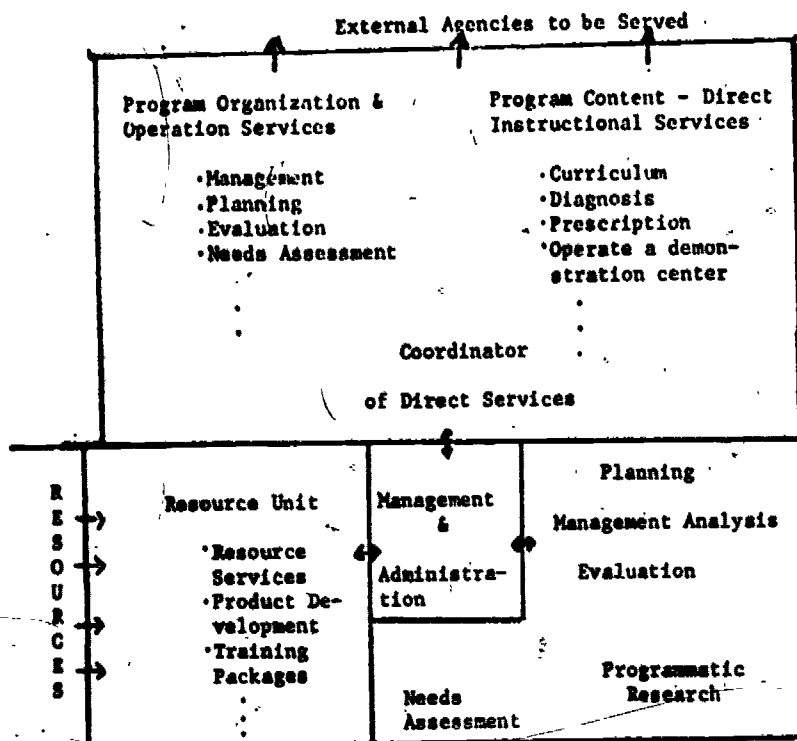 External Agencies to be Served
Program Organization &
Operation Services
·Management
·Planning
·Evaluation
·Needs Assessment
Program Content - Direct
Instructional Services
·Curriculum
·Diagnosis
·Prescription
·Operate a demon-
stration center
Coordinator
of Direct Services
RESOURCES
Resource Unit
·Resource
Services
·Product De-
velopment
·Training
Packages
Management
&
Administra-
tion
Planning
Management Analysis
Evaluation
Needs
Assessment
Programmatic
Research